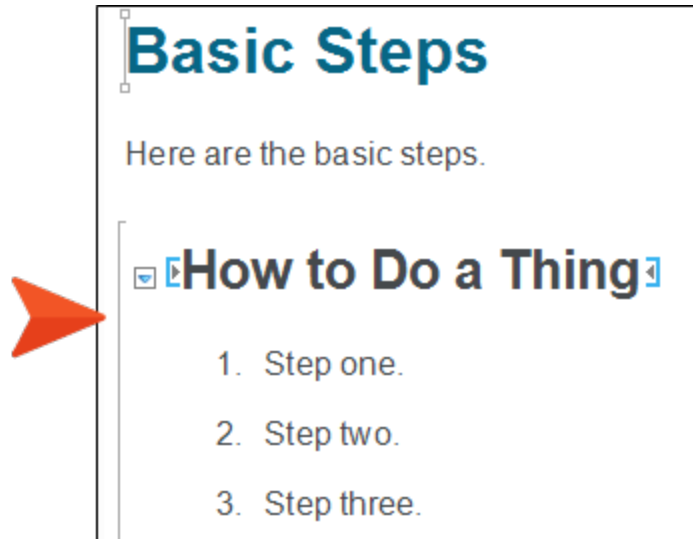 Basic Steps
Here are the basic steps.
How to Do a Thing
1. Step one.
2. Step two.
3. Step three.